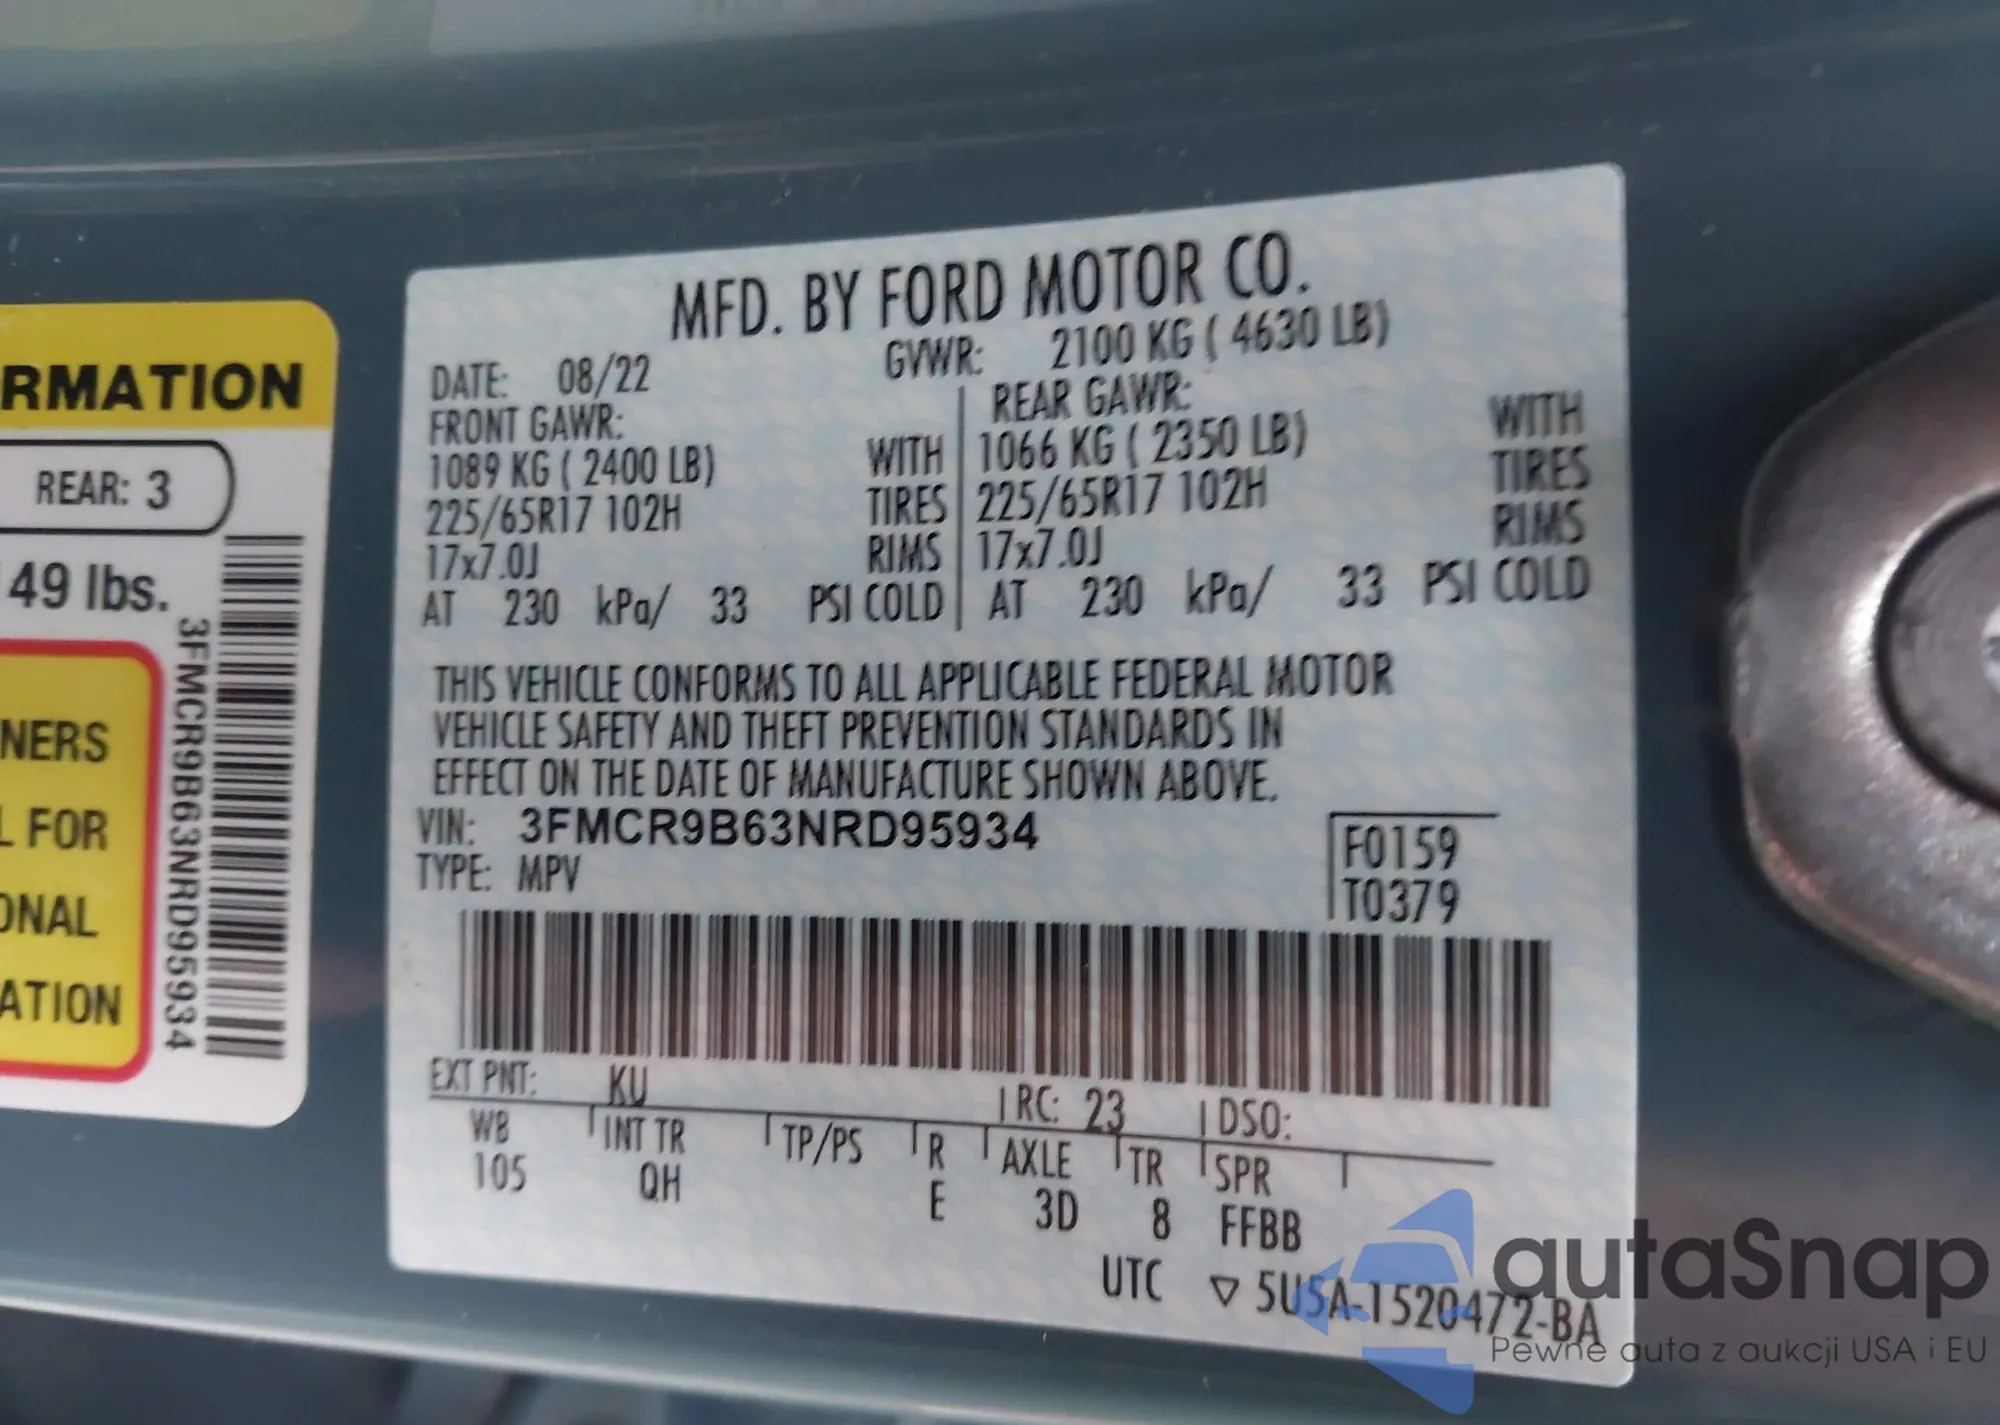 RMATION
REAR: 3
49 lbs.
NERS
L FOR
ONAL
ATION
3FMCR9B63NRD95934
MFD. BY FORD MOTOR CO.
DATE: 08/22 GVWR: 2100 KG ( 4630 LB)
FRONT GAWR: REAR GAWR:
1089 KG ( 2400 LB) WITH 1066 KG ( 2350 LB) WITH
225/65R17 102H TIRES 225/65R17 102H TIRES
17x7.0J RIMS 17x7.0J RIMS
AT 230 kPa/ 33 PSI COLD AT 230 kPa/ 33 PSI COLD
THIS VEHICLE CONFORMS TO ALL APPLICABLE FEDERAL MOTOR
VEHICLE SAFETY AND THEFT PREVENTION STANDARDS IN
EFFECT ON THE DATE OF MANUFACTURE SHOWN ABOVE.
VIN: 3FMCR9B63NRD95934 F0159
TYPE: MPV T0379
EXT PNT: KU RC: 23 DSO:
WB INT TR TP/PS R AXLE TR SPR
105 QH E 3D 8 FFBB
UTC ▽ 5U5A-1520472-BA
autaSnap
Pewne auta z aukcji USA i EU